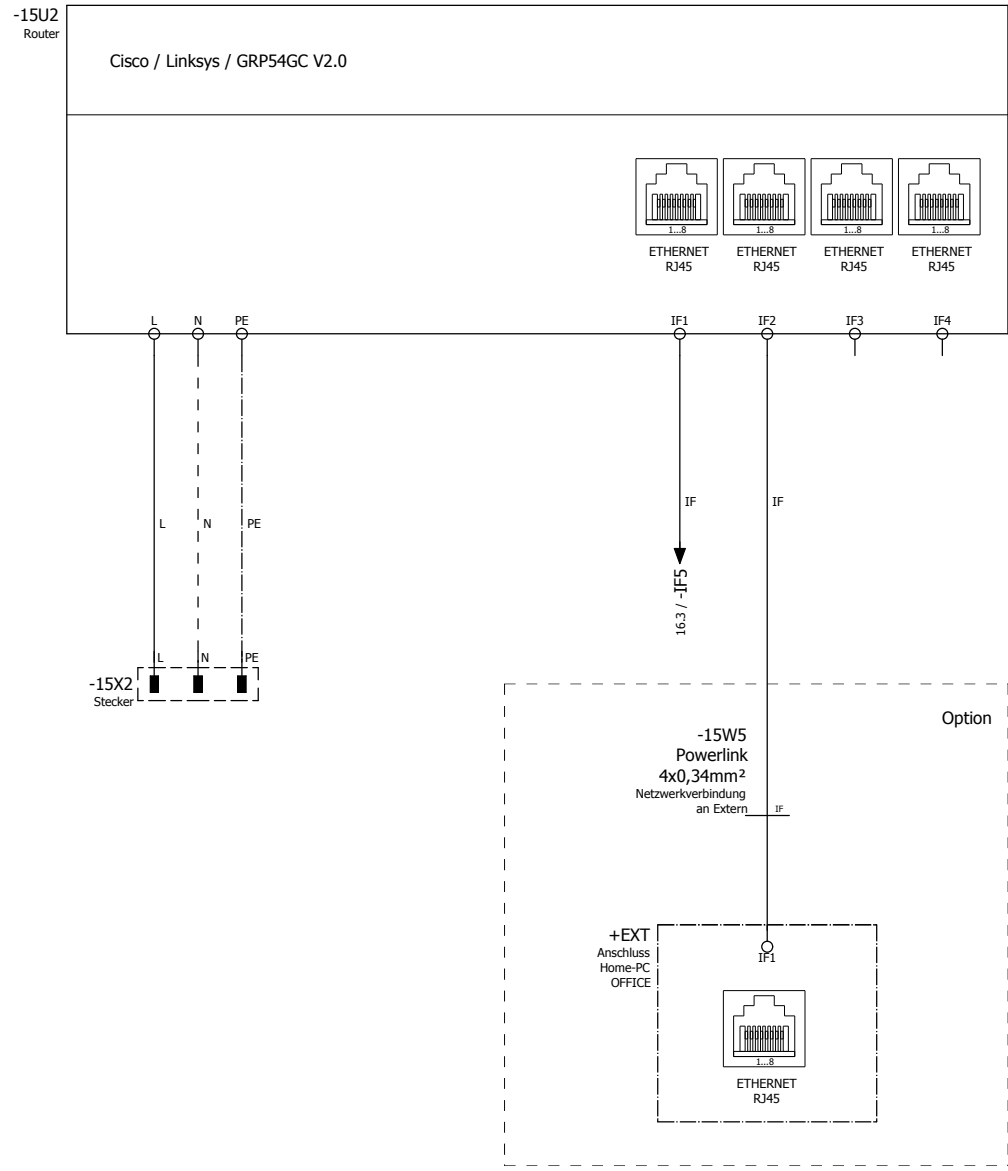 -15U2
Router
Cisco / Linksys / GRP54GC V2.0
1...8
1...8
1...8
1...8
ETHERNET
RJ45
ETHERNET
RJ45
ETHERNET
RJ45
ETHERNET
RJ45
L
N
PE
IF1
IF2
IF3
IF4
L
N
PE
IF
IF
16.3 / -IF5
L
N
PE
-15X2
Stecker
Option
-15W5
Powerlink
4x0,34mm²
Netzwerkverbindung
an Extern
IF
+EXT
Anschluss
Home-PC
OFFICE
IF1
1...8
ETHERNET
RJ45